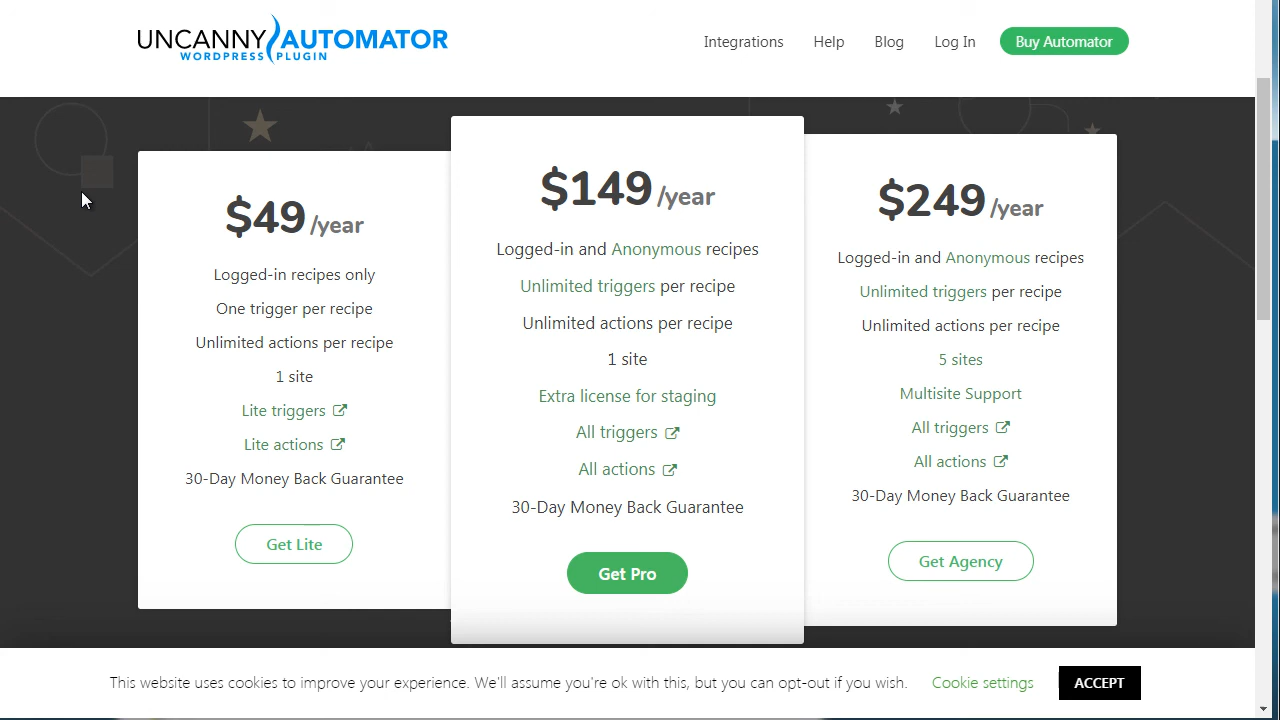 UNCANNY AUTOMATOR
WORDPRESS PLUGIN
Integrations
Help
Blog
Log In
Buy Automator
$49 /year
Logged-in recipes only
One trigger per recipe
Unlimited actions per recipe
1 site
Lite triggers
Lite actions
30-Day Money Back Guarantee
Get Lite
$149 /year
Logged-in and Anonymous recipes
Unlimited triggers per recipe
Unlimited actions per recipe
1 site
Extra license for staging
All triggers
All actions
30-Day Money Back Guarantee
Get Pro
$249 /year
Logged-in and Anonymous recipes
Unlimited triggers per recipe
Unlimited actions per recipe
5 sites
Multisite Support
All triggers
All actions
30-Day Money Back Guarantee
Get Agency
This website uses cookies to improve your experience. We'll assume you're ok with this, but you can opt-out if you wish.
Cookie settings
ACCEPT